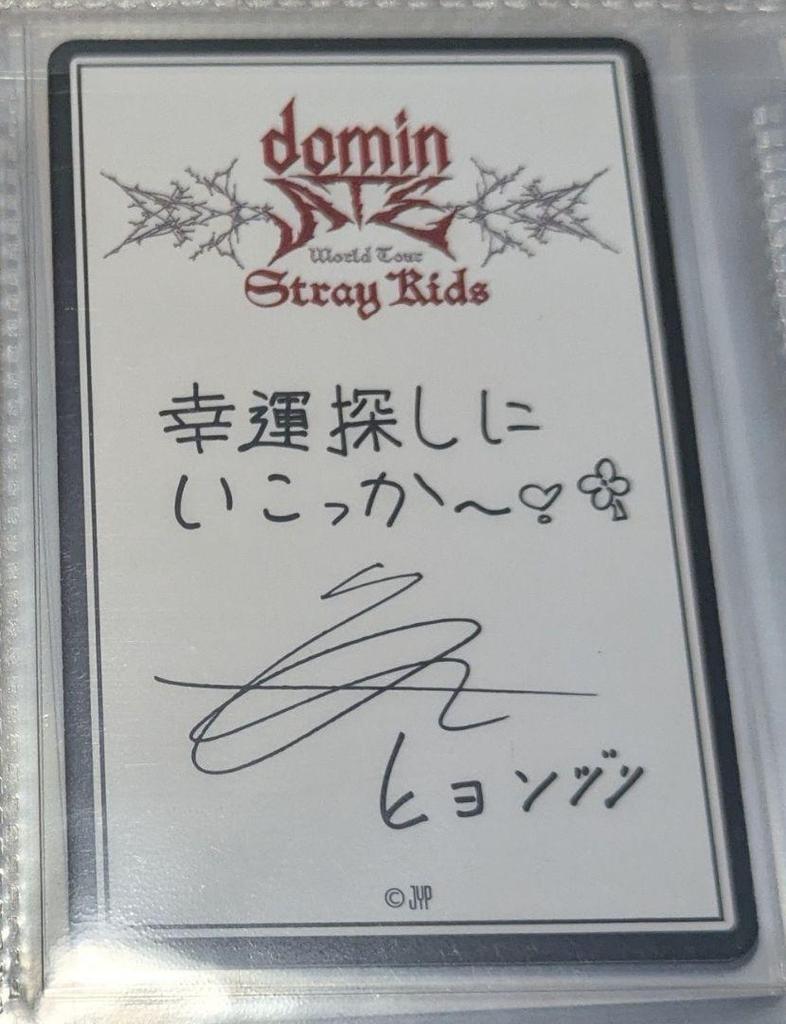 domin
ATE
World Tour
Stray Kids
幸運探しに
いこっか〜♡
ヒョンジン
© JYP